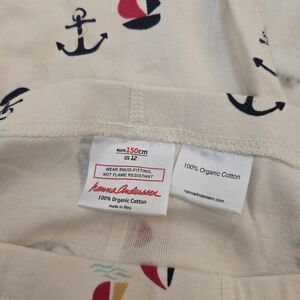 euro 150cm
US 12
WEAR SNUG-FITTING,
NOT FLAME RESISTANT
hanna andersson
100% Organic Cotton
made in Peru
100% Organic Cotton
hannaAndersson.com